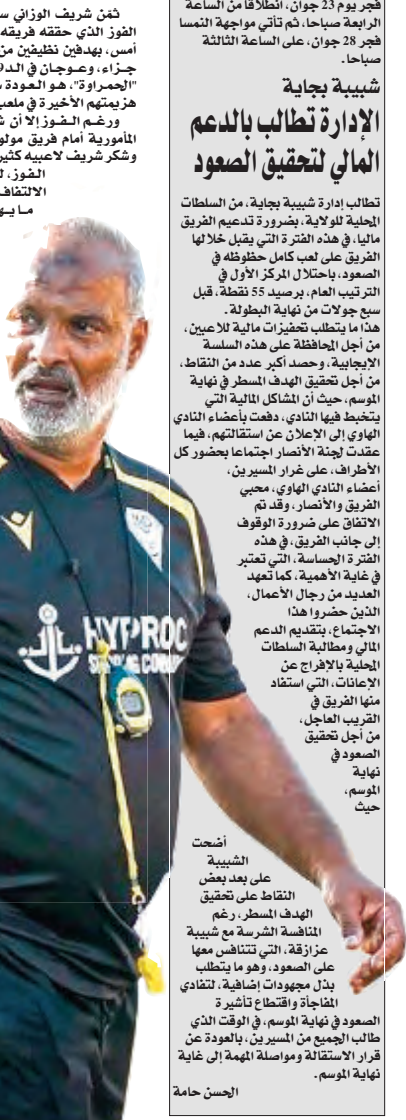 فجر يوم 23 جوان، انطلاقا من الساعة
الرابعة صباحا، ثم تأتي مواجهة النمسا
فجر 28 جوان، على الساعة الثالثة
صباحا.
شبيبة بجاية
الإدارة تطالب بالدعم
المالي لتحقيق الصعود
تطالب إدارة شبيبة بجاية، من السلطات
المحلية للولاية، بضرورة تدعيم الفريق
ماليا، في هذه الفترة التي يقبل خلالها
الفريق على لعب كامل حظوظه في
الصعود، باحتلال المركز الأول في
الترتيب العام، برصيد 55 نقطة، قبل
سبع جولات من نهاية البطولة.
هذا ما يتطلب تحفيزات مالية للاعبين،
من أجل المحافظة على هذه السلسة
الإيجابية، وحصد أكبر عدد من النقاط،
من أجل تحقيق الهدف المسطر في نهاية
الموسم، حيث أن المشاكل المالية التي
يتخبط فيها النادي، دفعت بأعضاء النادي
الهاوي إلى الإعلان عن استقالتهم، فيما
عقدت لجنة الأنصار اجتماعا بحضور كل
الأطراف، على غرار المسيرين،
أعضاء النادي الهاوي، محبي
الفريق والأنصار، وقد تم
الاتفاق على ضرورة الوقوف
إلى جانب الفريق، في هذه
الفترة الحساسة، التي تعتبر
في غاية الأهمية، كما تعهد
العديد من رجال الأعمال،
الذين حضروا هذا
الاجتماع، بتقديم الدعم
المالي ومطالبة السلطات
المحلية بالإفراج عن
الإعانات، التي استفاد
منها الفريق في
القريب العاجل،
من أجل تحقيق
الصعود في
نهاية
الموسم،
حيث
أضحت
الشبيبة
على بعد بعض
النقاط على تحقيق
الهدف المسطر، رغم
المنافسة الشرسة مع شبيبة
عزازقة، التي تتنافس معها
على الصعود، وهو ما يتطلب
بذل مجهودات إضافية، لتفادي
المفاجأة واقتطاع تأشيرة
الصعود في نهاية الموسم، في الوقت الذي
طالب الجميع من المسيرين، بالعودة عن
قرار الاستقالة ومواصلة المهمة إلى غاية
نهاية الموسم.
الحسن حامة
ثمّن شريف الوزاني
الفوز الذي حققه فريقه
أمس، بهدفين نظيفين من
جزاء، وعوجان في
"الحمراوة"، هو العودة
هزيمتهم الأخيرة في ملعب
ورغم الفوز إلا أن
المأمورية أمام فريق
وشكر شريف لاعبيه
الفوز،
الالتفاف
HYPROC